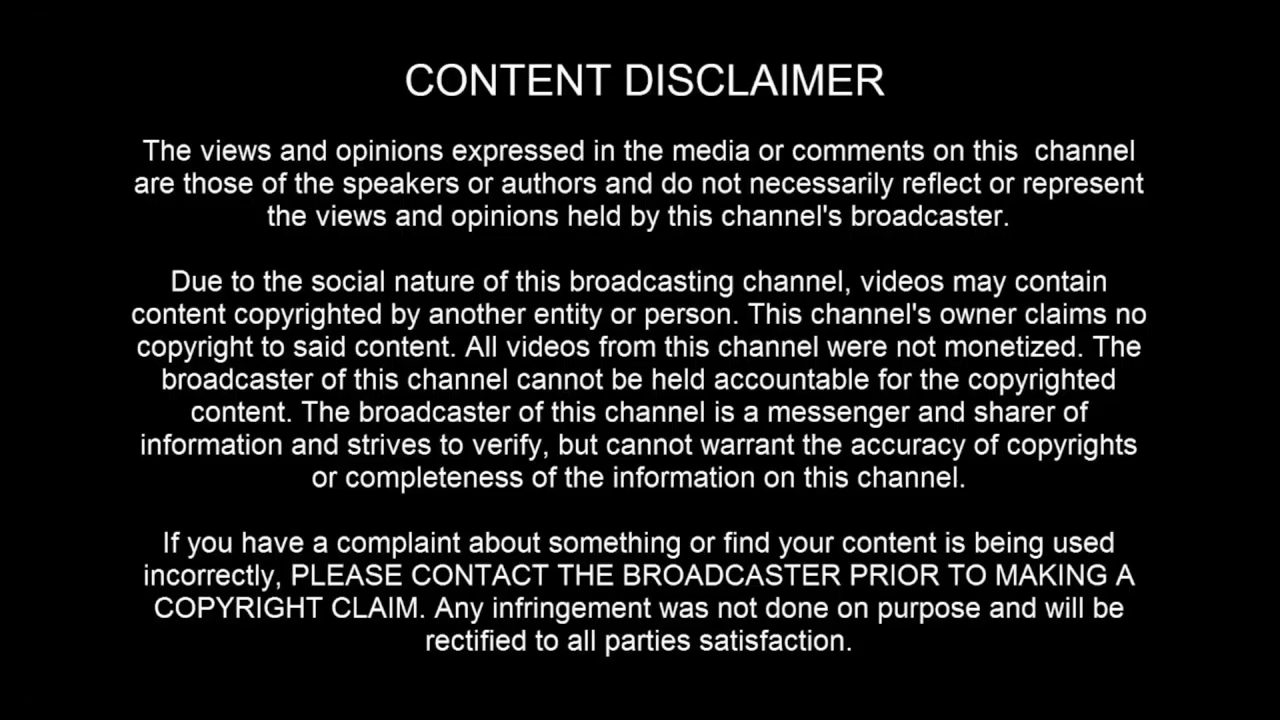 CONTENT DISCLAIMER
The views and opinions expressed in the media or comments on this  channel
are those of the speakers or authors and do not necessarily reflect or represent
the views and opinions held by this channel's broadcaster.
Due to the social nature of this broadcasting channel, videos may contain
content copyrighted by another entity or person. This channel's owner claims no
copyright to said content. All videos from this channel were not monetized. The
broadcaster of this channel cannot be held accountable for the copyrighted
content. The broadcaster of this channel is a messenger and sharer of
information and strives to verify, but cannot warrant the accuracy of copyrights
or completeness of the information on this channel.
If you have a complaint about something or find your content is being used
incorrectly, PLEASE CONTACT THE BROADCASTER PRIOR TO MAKING A
COPYRIGHT CLAIM. Any infringement was not done on purpose and will be
rectified to all parties satisfaction.